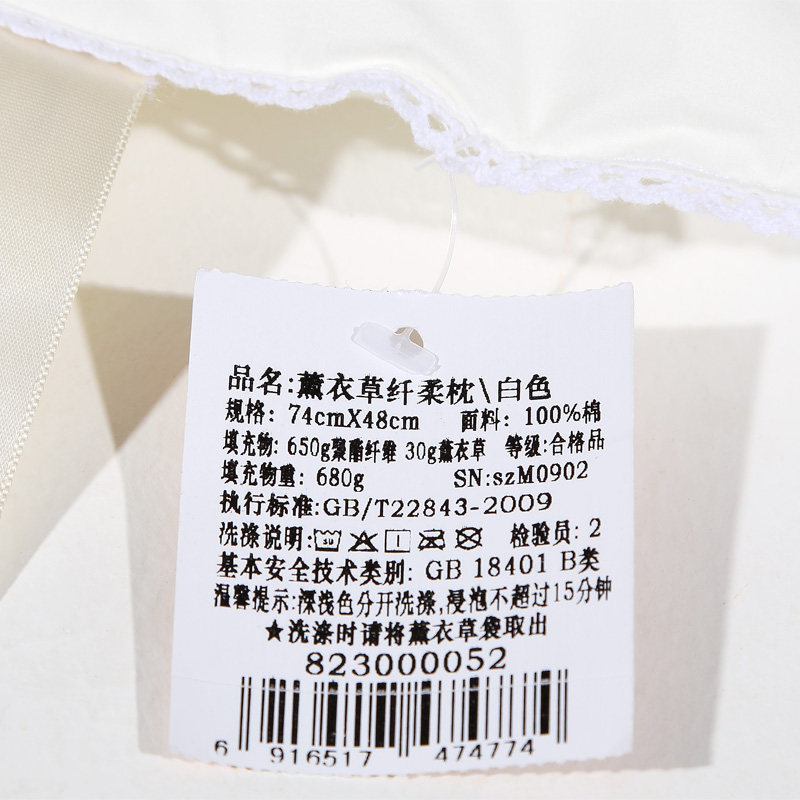 品名:薰衣草纤柔枕\白色
规格: 74cmX48cm 面料: 100%棉
填充物: 650g聚酯纤维 30g薰衣草 等级:合格品
填充物重: 680g SN:szM0902
执行标准:GB/T22843-2009
洗涤说明: 检验员: 2
基本安全技术类别: GB 18401 B类
温馨提示:深浅色分开洗涤,浸泡不超过15分钟
★洗涤时请将薰衣草袋取出
823000052
6 916517 474774